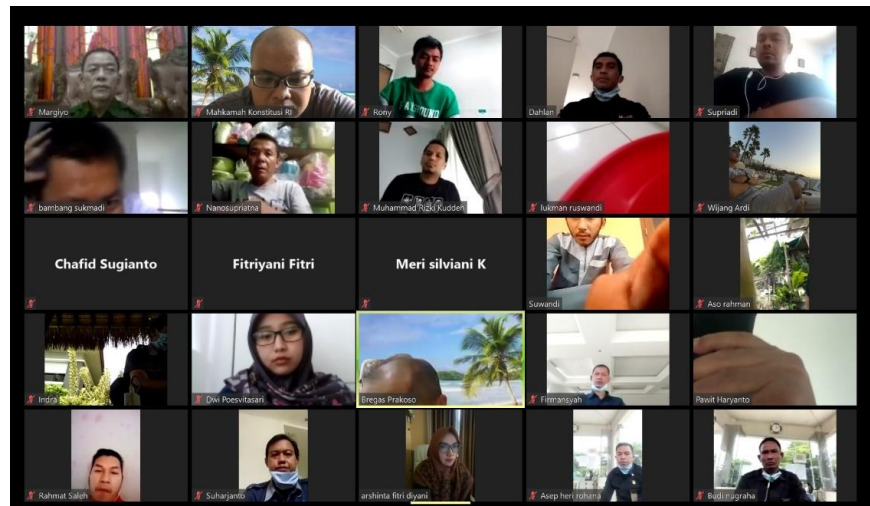 Margiyo
Mahkamah Konstitusi RI
Rony
Dahlan
Supriadi
bambang sukmadi
Nanosupriatna
Muhammad Rizki Kuddeh
lukman ruswandi
Wijang Ardi
Chafid Sugianto
Fitriyani Fitri
Meri silviani K
Suwandi
Aso rahman
Indra
Dwi Poesvitasari
Bregas Prakoso
Firmansyah
Pawit Haryanto
Rahmat Saleh
Suharjanto
arshinta fitri diyani
Asep heri rohana
Budi nugraha